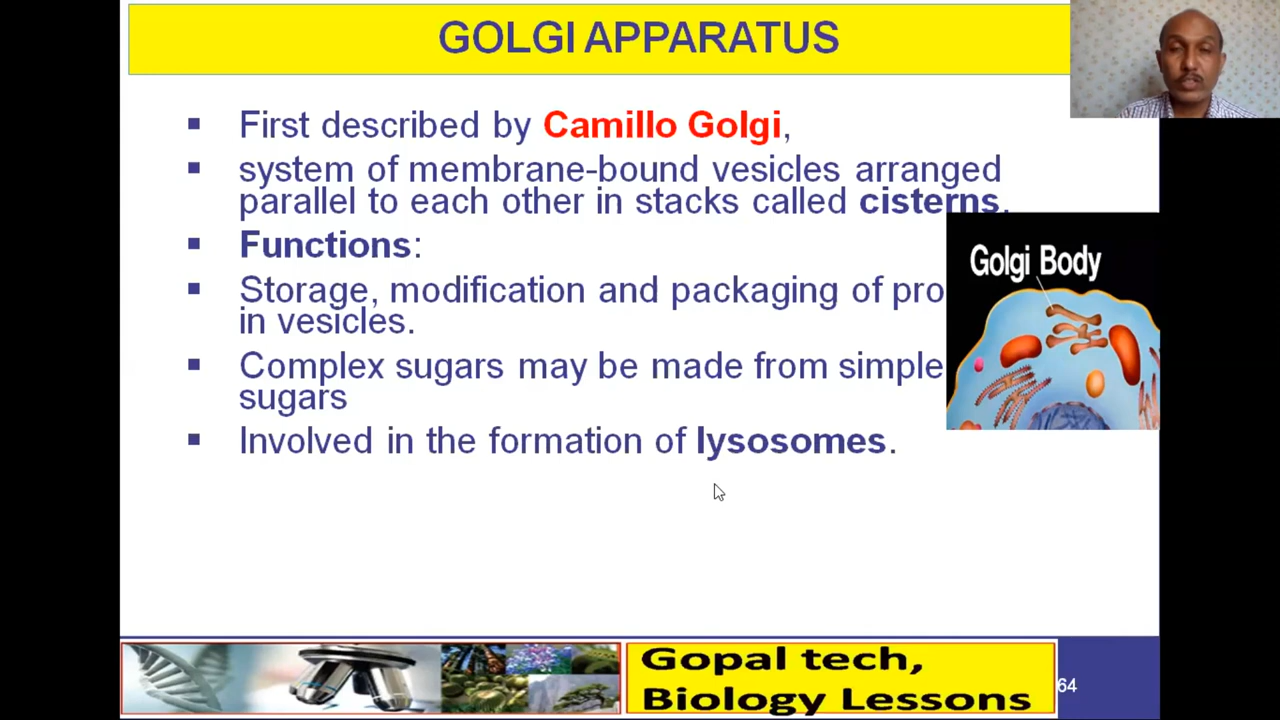 GOLGI APPARATUS
First described by Camillo Golgi,
system of membrane-bound vesicles arranged
parallel to each other in stacks called cisterns.
Functions:
Storage, modification and packaging of pro
in vesicles.
Complex sugars may be made from simple
sugars
Involved in the formation of lysosomes.
Golgi Body
Gopal tech,
Biology Lessons
64